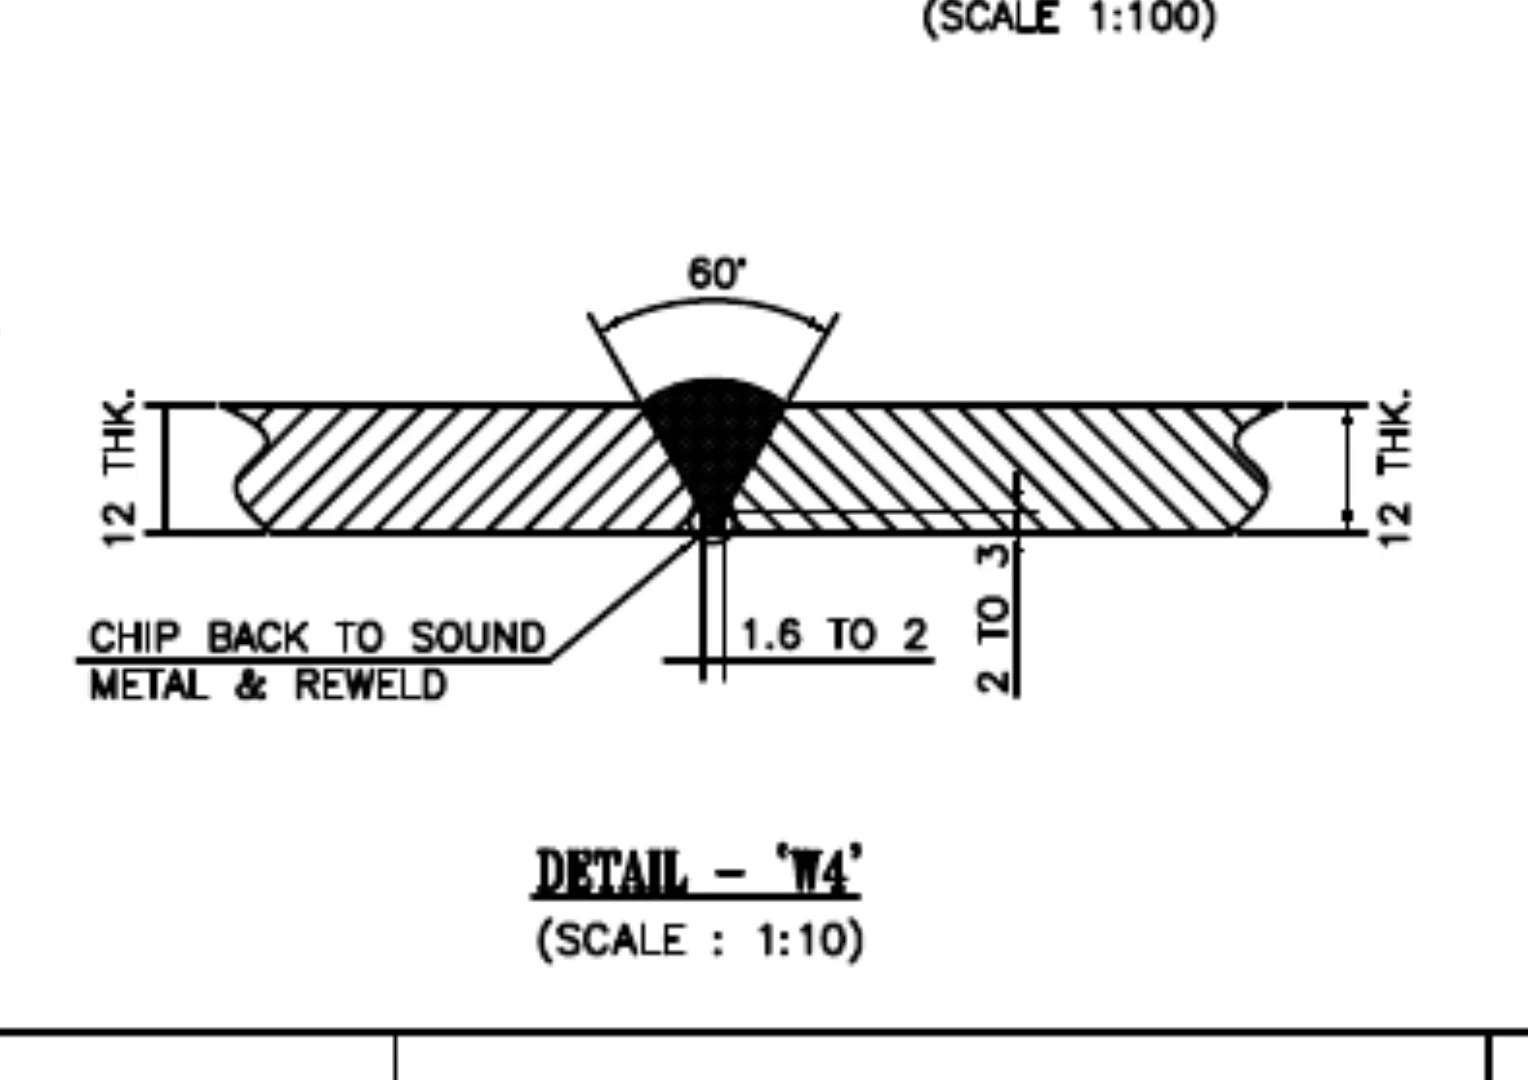 (SCALE 1:100)
60°
12 THK.
12 THK.
CHIP BACK TO SOUND
METAL & REWELD
1.6 TO 2
2 TO 3
DETAIL - 'W4'
(SCALE : 1:10)